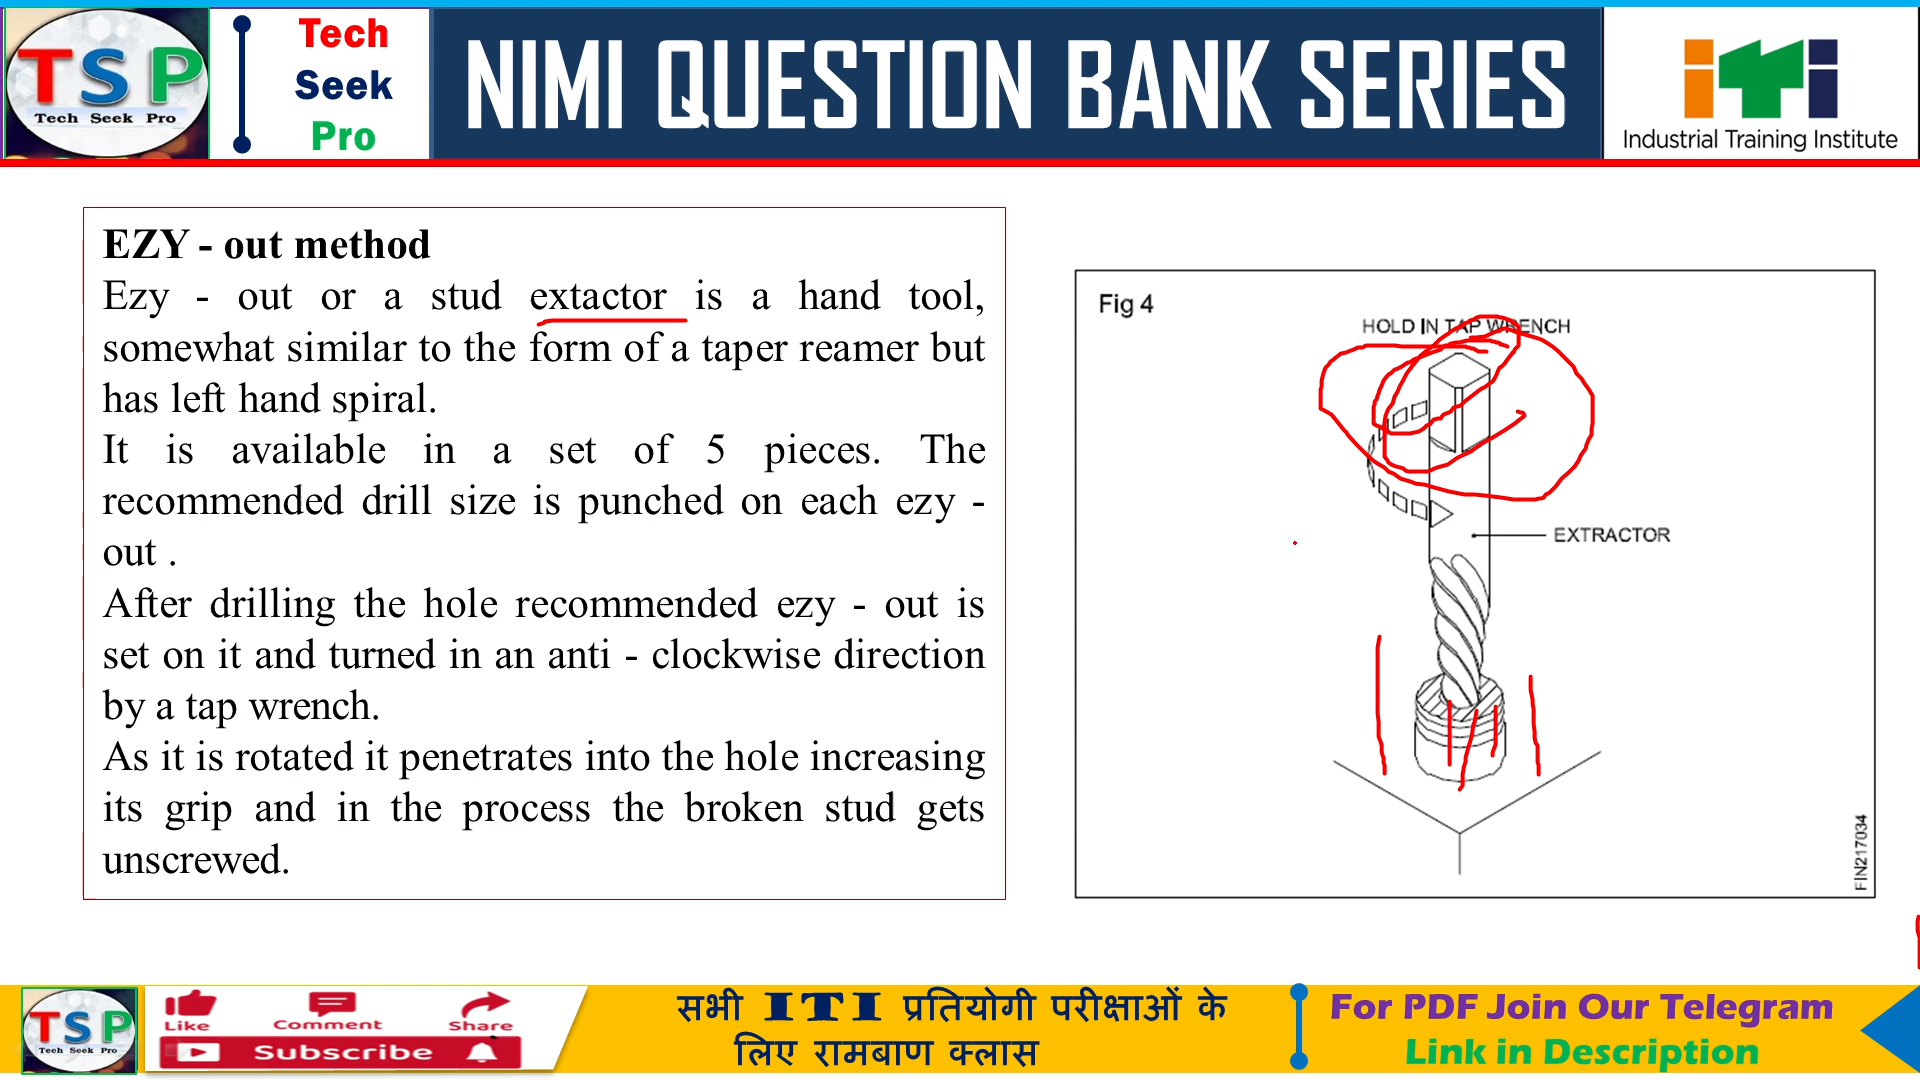 TSP
Tech Seek Pro
Tech
Seek
Pro
NIMI QUESTION BANK SERIES
iTi
Industrial Training Institute
EZY - out method
Ezy - out or a stud extactor is a hand tool,
somewhat similar to the form of a taper reamer but
has left hand spiral.
It is available in a set of 5 pieces. The
recommended drill size is punched on each ezy -
out .
After drilling the hole recommended ezy - out is
set on it and turned in an anti - clockwise direction
by a tap wrench.
As it is rotated it penetrates into the hole increasing
its grip and in the process the broken stud gets
unscrewed.
Fig 4
HOLD IN TAP WRENCH
EXTRACTOR
FIN217034
TSP
Tech Seek Pro
Like
Comment
Share
Subscribe
सभी ITI प्रतियोगी परीक्षाओं के
लिए रामबाण क्लास
For PDF Join Our Telegram
Link in Description